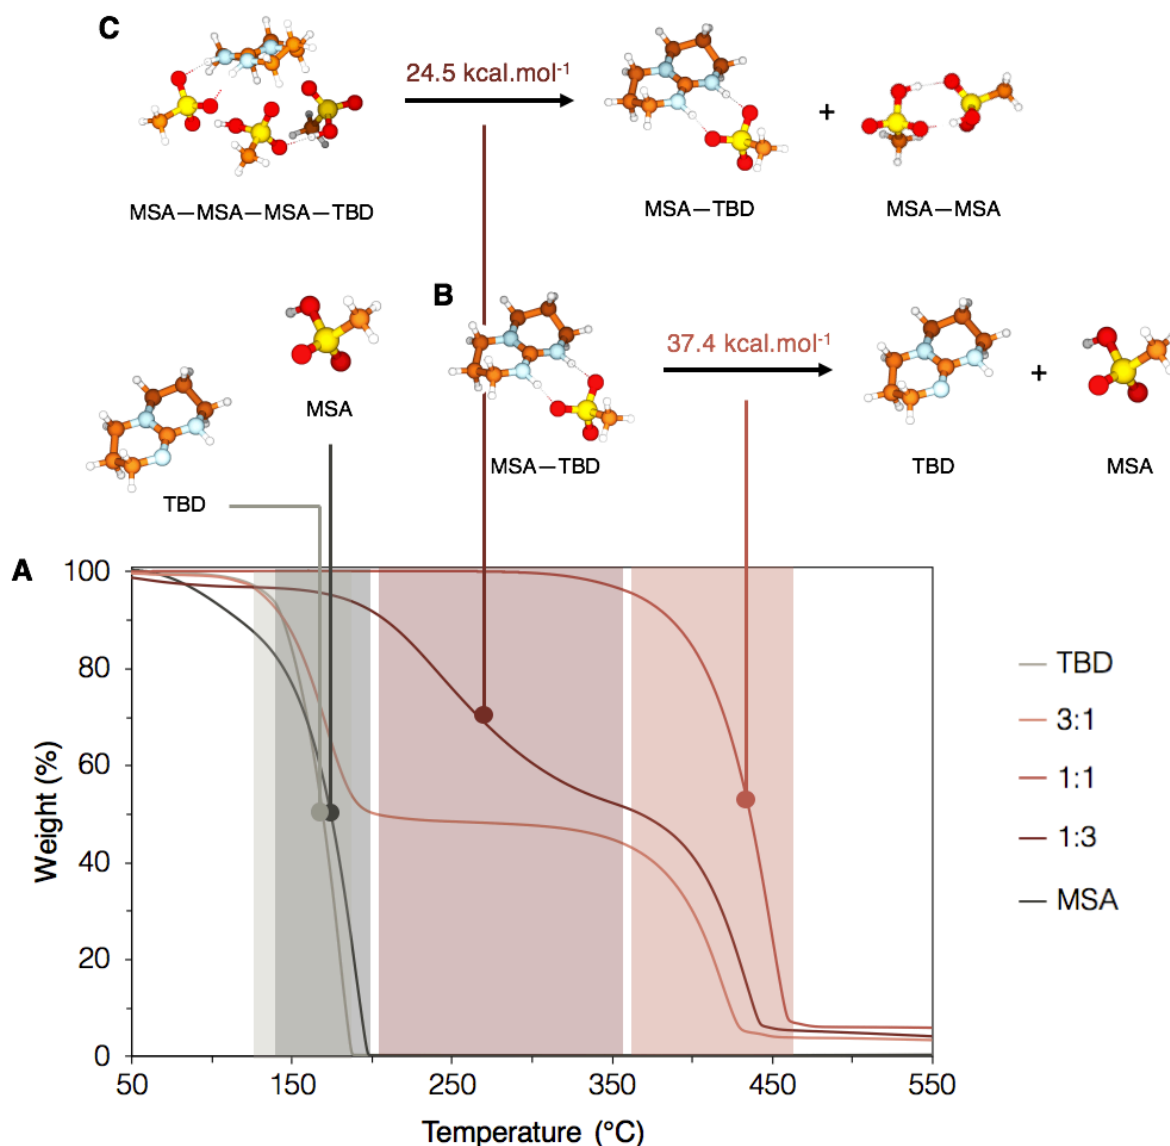 C
24.5 kcal.mol-1
+
MSA—MSA—MSA—TBD
MSA—TBD
MSA—MSA
B
37.4 kcal.mol-1
+
MSA
TBD
MSA—TBD
TBD
MSA
A
100
80
60
40
20
0
Weight (%)
50
150
250
350
450
550
Temperature (°C)
TBD
3:1
1:1
1:3
MSA